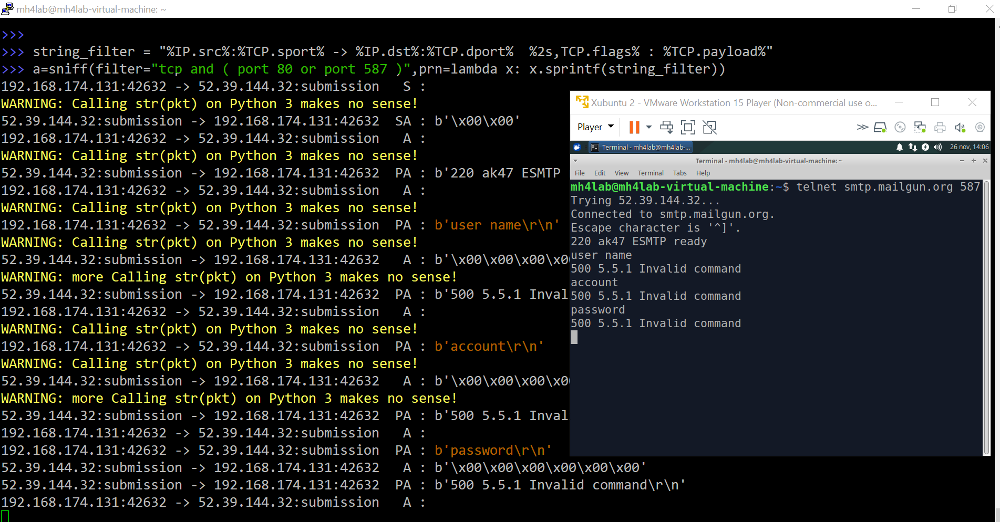 mh4lab@mh4lab-virtual-machine: ~
>>>
>>> string_filter = "%IP.src%:%TCP.sport% -> %IP.dst%:%TCP.dport%  %2s,TCP.flags% : %TCP.payload%"
>>> a=sniff(filter="tcp and ( port 80 or port 587 )",prn=lambda x: x.sprintf(string_filter))
192.168.174.131:42632 -> 52.39.144.32:submission   S :
WARNING: Calling str(pkt) on Python 3 makes no sense!
52.39.144.32:submission -> 192.168.174.131:42632  SA : b'\x00\x00'
192.168.174.131:42632 -> 52.39.144.32:submission   A :
WARNING: Calling str(pkt) on Python 3 makes no sense!
52.39.144.32:submission -> 192.168.174.131:42632  PA : b'220 ak47 ESMTP
192.168.174.131:42632 -> 52.39.144.32:submission   A :
WARNING: Calling str(pkt) on Python 3 makes no sense!
192.168.174.131:42632 -> 52.39.144.32:submission  PA : b'user name\r\n'
WARNING: Calling str(pkt) on Python 3 makes no sense!
52.39.144.32:submission -> 192.168.174.131:42632   A : b'\x00\x00\x00\x00
WARNING: more Calling str(pkt) on Python 3 makes no sense!
52.39.144.32:submission -> 192.168.174.131:42632  PA : b'500 5.5.1 Inval
192.168.174.131:42632 -> 52.39.144.32:submission   A :
WARNING: Calling str(pkt) on Python 3 makes no sense!
192.168.174.131:42632 -> 52.39.144.32:submission  PA : b'account\r\n'
WARNING: Calling str(pkt) on Python 3 makes no sense!
52.39.144.32:submission -> 192.168.174.131:42632   A : b'\x00\x00\x00\x00
WARNING: more Calling str(pkt) on Python 3 makes no sense!
52.39.144.32:submission -> 192.168.174.131:42632  PA : b'500 5.5.1 Inval
192.168.174.131:42632 -> 52.39.144.32:submission   A :
192.168.174.131:42632 -> 52.39.144.32:submission  PA : b'password\r\n'
52.39.144.32:submission -> 192.168.174.131:42632   A : b'\x00\x00\x00\x00\x00\x00'
52.39.144.32:submission -> 192.168.174.131:42632  PA : b'500 5.5.1 Invalid command\r\n'
192.168.174.131:42632 -> 52.39.144.32:submission   A :
Xubuntu 2 - VMware Workstation 15 Player (Non-commercial use o...
Player
Terminal - mh4lab@mh4lab-... 26 nov, 14:06
Terminal - mh4lab@mh4lab-virtual-machine: ~
File Edit View Terminal Tabs Help
mh4lab@mh4lab-virtual-machine:~$ telnet smtp.mailgun.org 587
Trying 52.39.144.32...
Connected to smtp.mailgun.org.
Escape character is '^]'.
220 ak47 ESMTP ready
user name
500 5.5.1 Invalid command
account
500 5.5.1 Invalid command
password
500 5.5.1 Invalid command